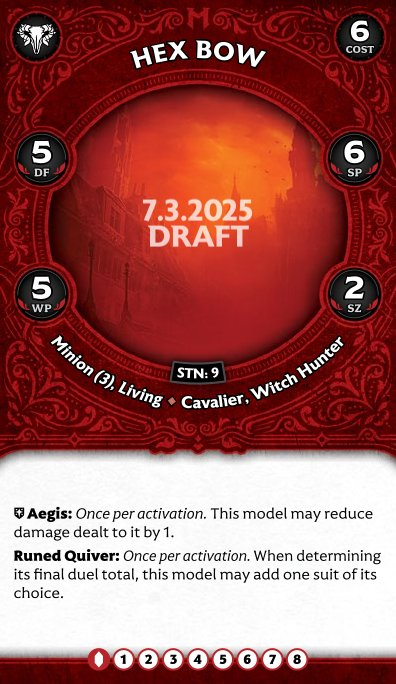 HEX BOW
6
COST
5
DF
6
SP
7.3.2025
DRAFT
5
WP
2
SZ
STN: 9
Minion (3), Living ◆ Cavalier, Witch Hunter
Aegis: Once per activation. This model may reduce
damage dealt to it by 1.
Runed Quiver: Once per activation. When determining
its final duel total, this model may add one suit of its
choice.
1 2 3 4 5 6 7 8